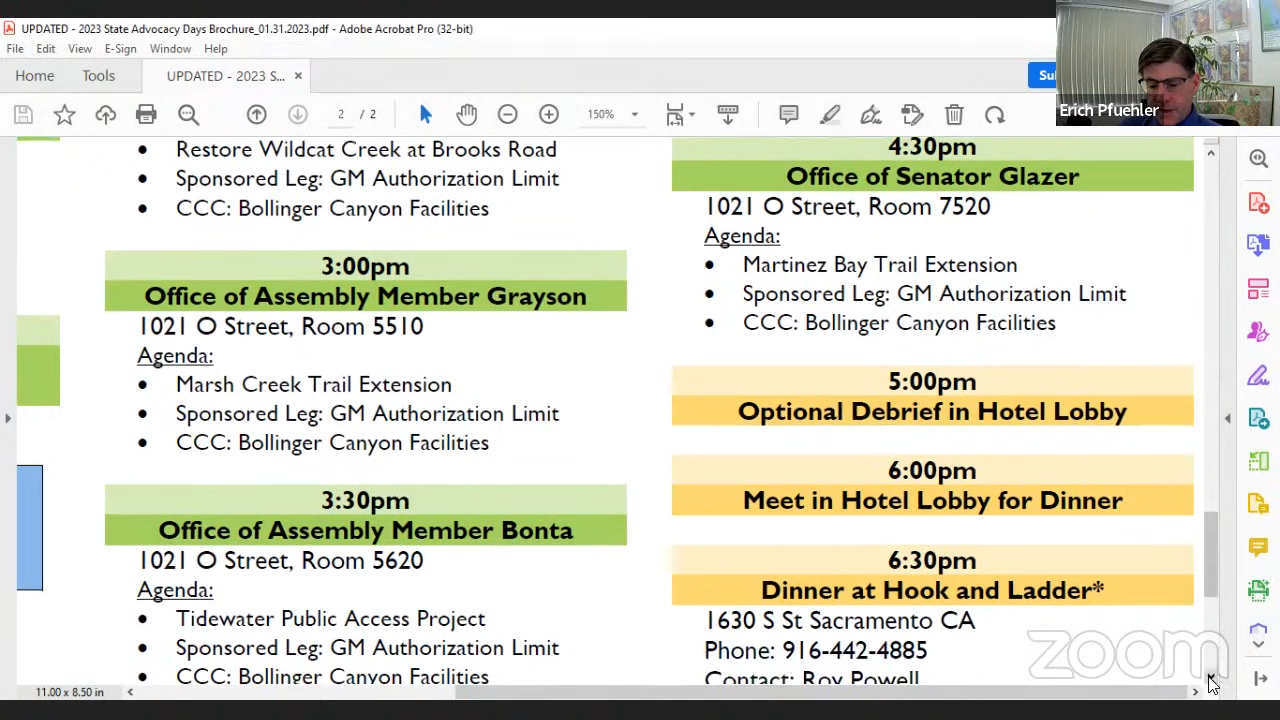 UPDATED - 2023 State Advocacy Days Brochure_01.31.2023.pdf - Adobe Acrobat Pro (32-bit)
File Edit View E-Sign Window Help
Home Tools UPDATED - 2023 S... ×
2 / 2 150%
Erich Pfuehler
• Restore Wildcat Creek at Brooks Road
• Sponsored Leg: GM Authorization Limit
• CCC: Bollinger Canyon Facilities
3:00pm
Office of Assembly Member Grayson
1021 O Street, Room 5510
Agenda:
• Marsh Creek Trail Extension
• Sponsored Leg: GM Authorization Limit
• CCC: Bollinger Canyon Facilities
3:30pm
Office of Assembly Member Bonta
1021 O Street, Room 5620
Agenda:
• Tidewater Public Access Project
• Sponsored Leg: GM Authorization Limit
• CCC: Bollinger Canyon Facilities
4:30pm
Office of Senator Glazer
1021 O Street, Room 7520
Agenda:
• Martinez Bay Trail Extension
• Sponsored Leg: GM Authorization Limit
• CCC: Bollinger Canyon Facilities
5:00pm
Optional Debrief in Hotel Lobby
6:00pm
Meet in Hotel Lobby for Dinner
6:30pm
Dinner at Hook and Ladder*
1630 S St Sacramento CA
Phone: 916-442-4885
Contact: Roy Powell
zoom
11.00 x 8.50 in